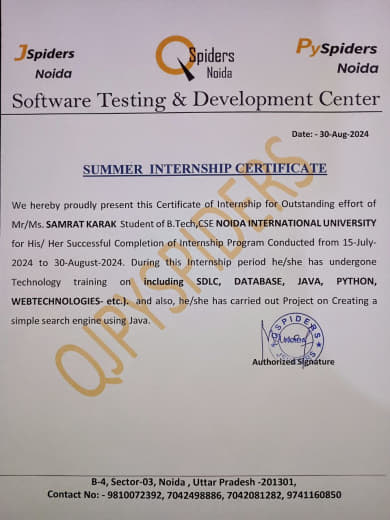 JSpiders
Noida
QSpiders
Noida
PySpiders
Noida
Software Testing & Development Center
Date: - 30-Aug-2024
SUMMER INTERNSHIP CERTIFICATE
We hereby proudly present this Certificate of Internship for Outstanding effort of
Mr/Ms. SAMRAT KARAK Student of B.Tech,CSE NOIDA INTERNATIONAL UNIVERSITY
for His/ Her Successful Completion of Internship Program Conducted from 15-July-
2024 to 30-August-2024. During this Internship period he/she has undergone
Technology training on including SDLC, DATABASE, JAVA, PYTHON,
WEBTECHNOLOGIES- etc.). and also, he/she has carried out Project on Creating a
simple search engine using Java.
QJPYSPIDERS
QSPIDERS
Authorized Signature
B-4, Sector-03, Noida , Uttar Pradesh -201301,
Contact No: - 9810072392, 7042498886, 7042081282, 9741160850